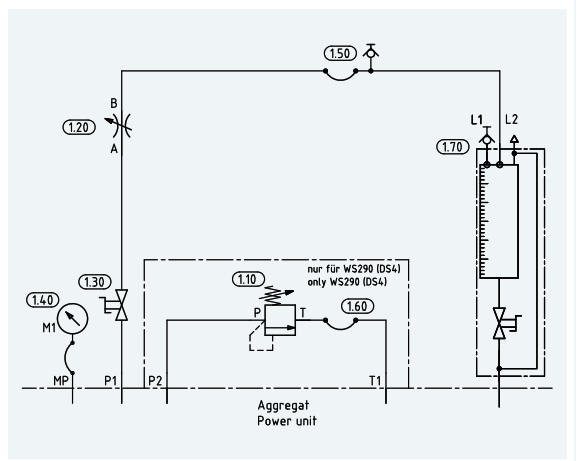 1.50
B
1.20
A
L1
L2
1.70
nur für WS290 (DS4)
only WS290 (DS4)
1.10
1.30
1.40
M1
P
T
1.60
MP
P1
P2
T1
Aggregat
Power unit